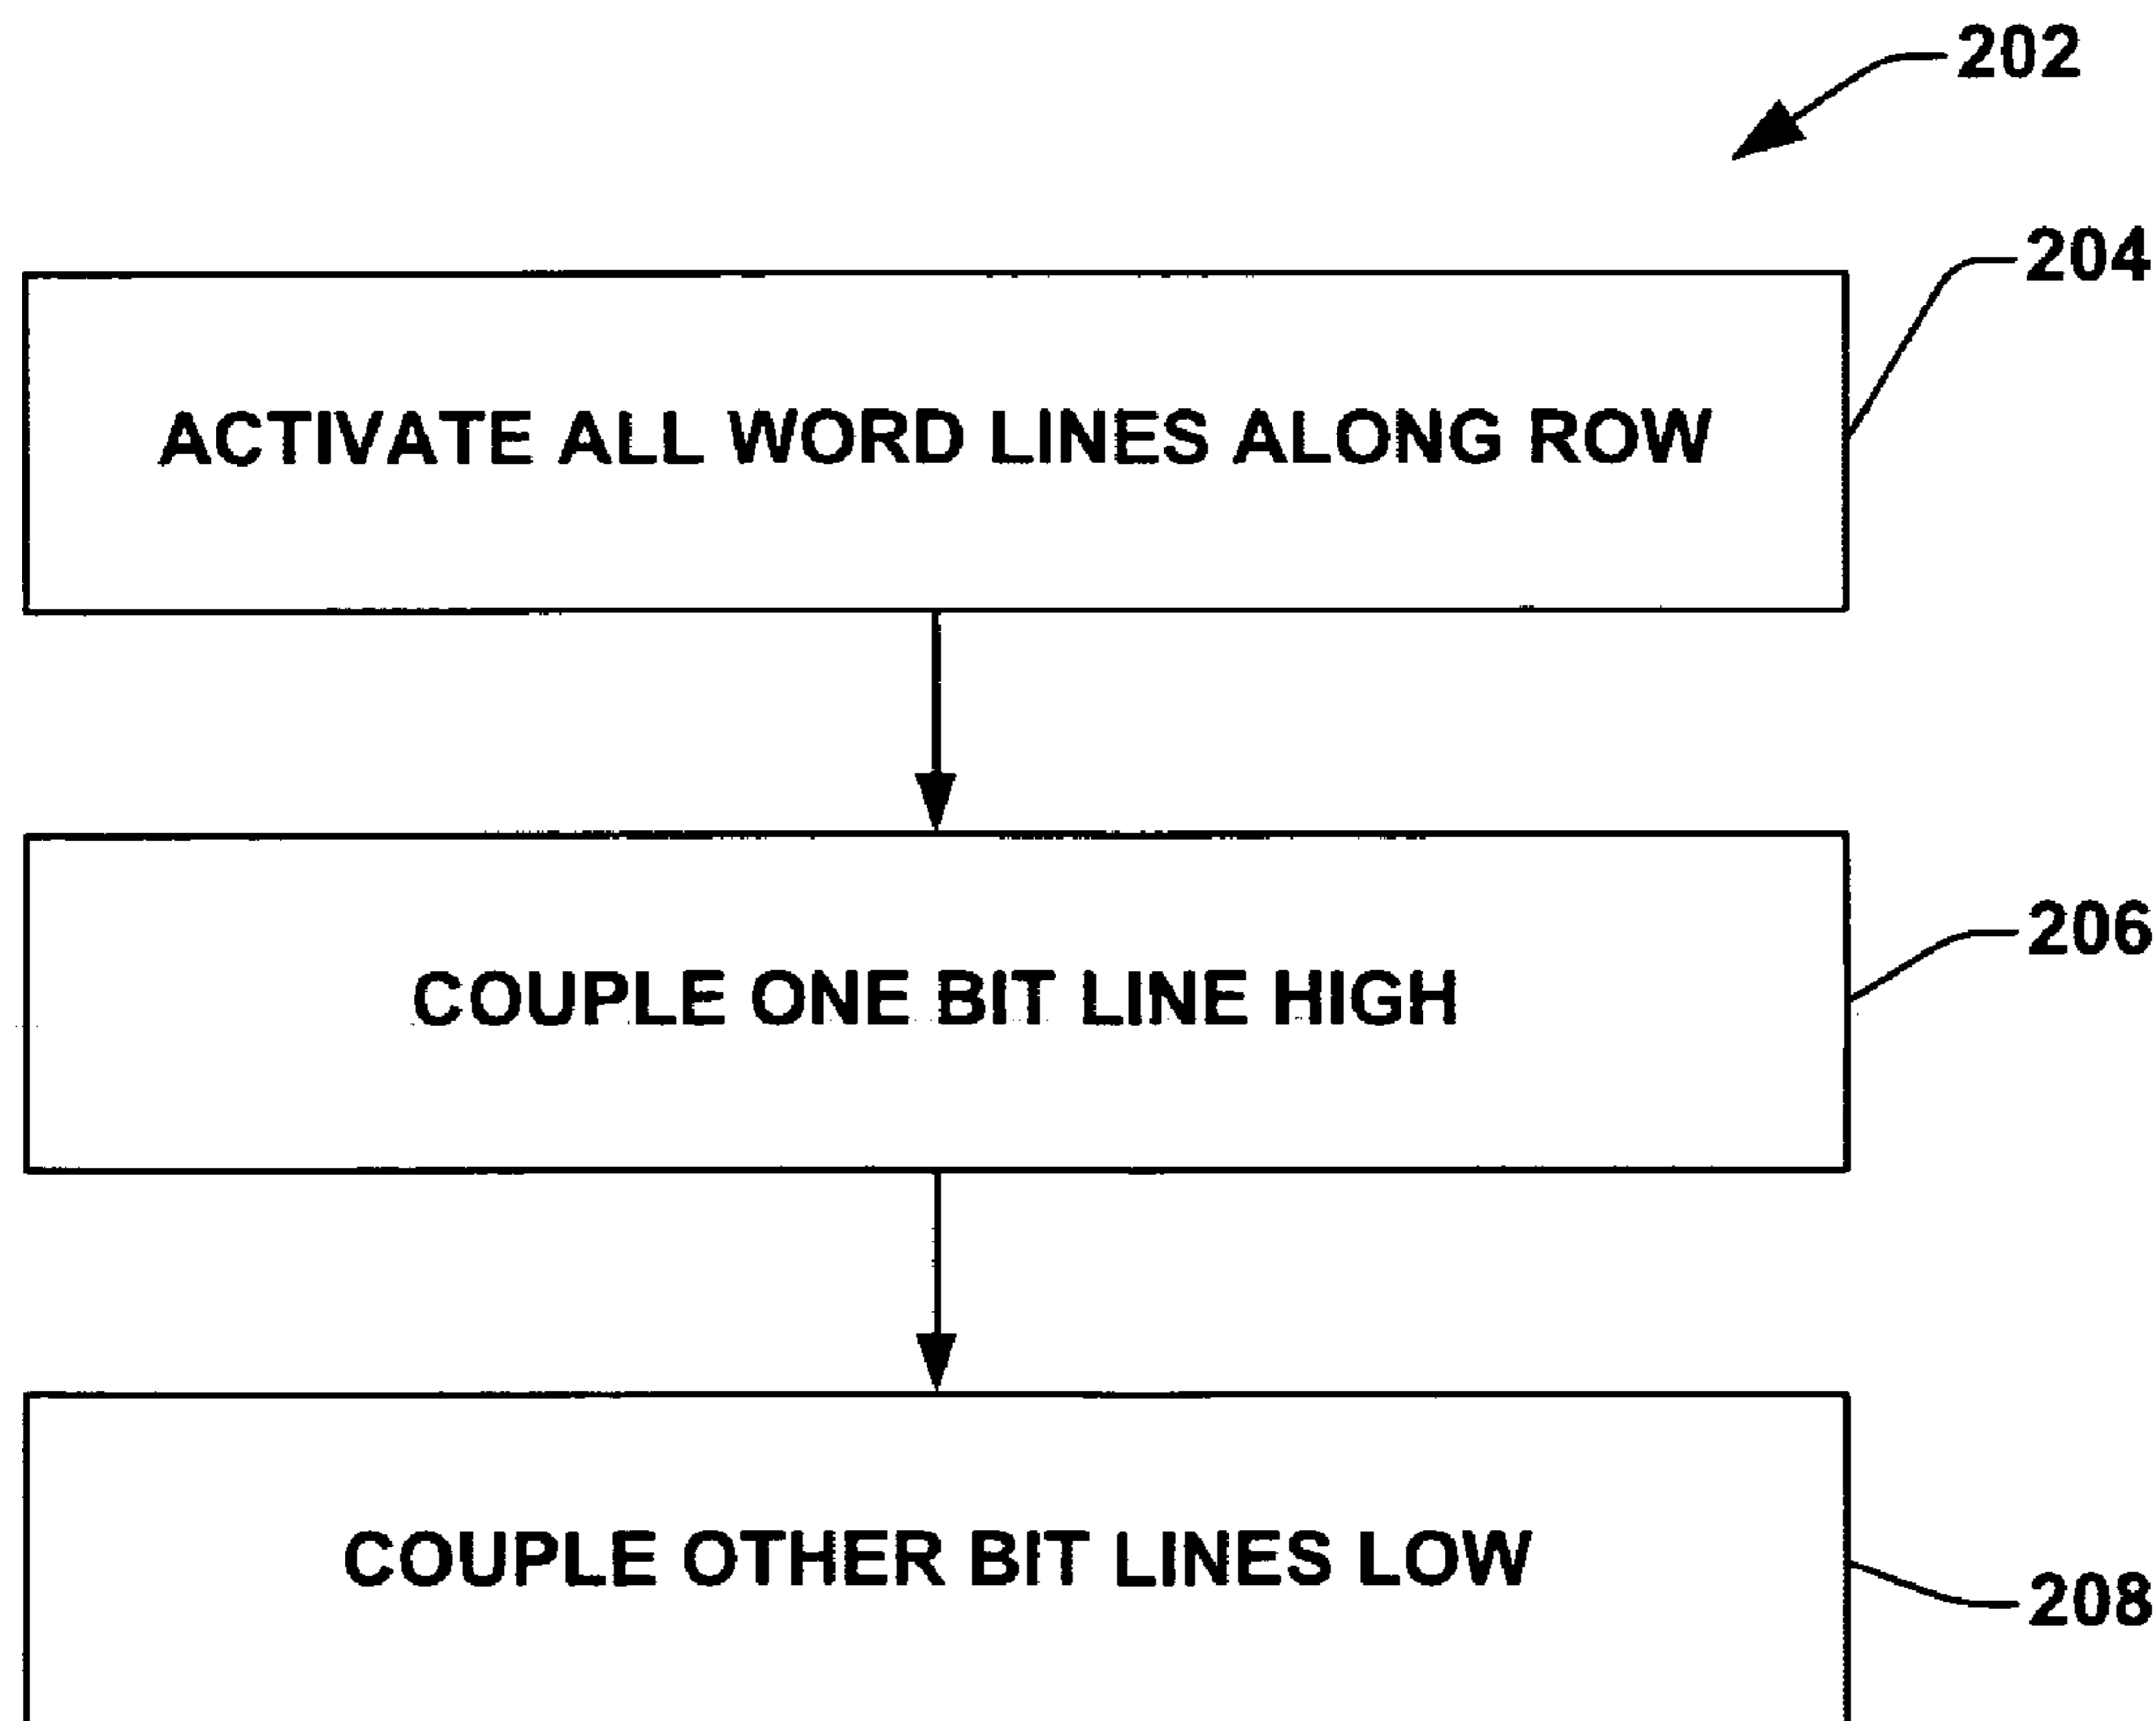 202
204
ACTIVATE ALL WORD LINES ALONG ROW
206
COUPLE ONE BIT LINE HIGH
COUPLE OTHER BIT LINES LOW
208